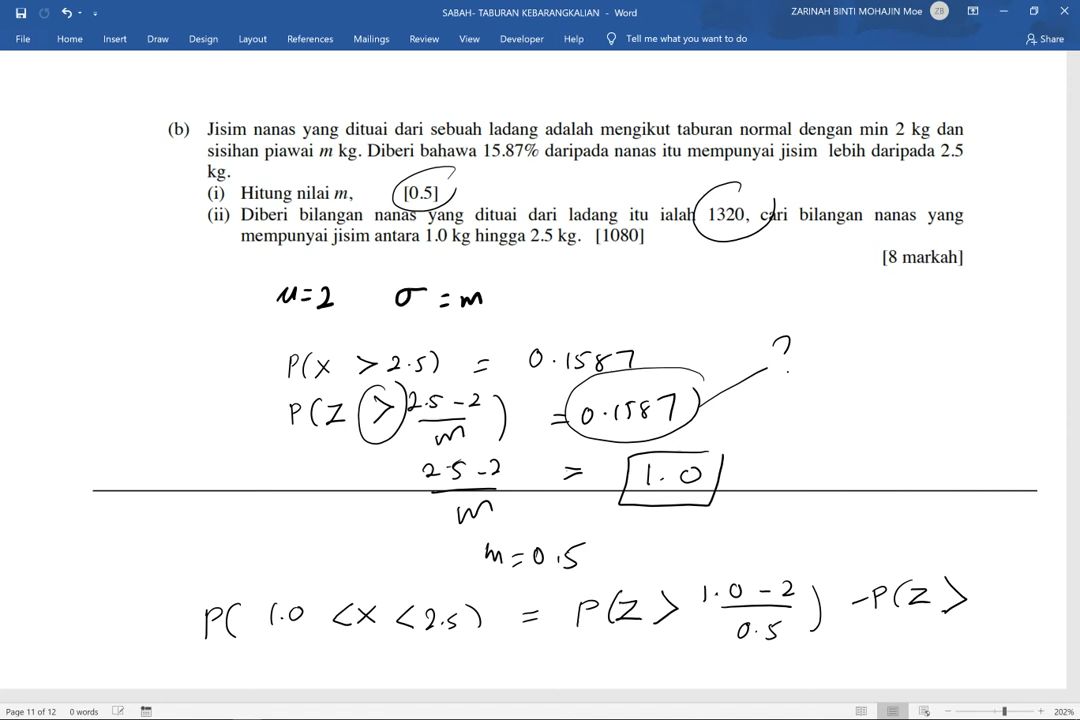 SABAH- TABURAN KEBARANGKALIAN - Word
ZARINAH BINTI MOHAJIN Moe ZB
File Home Insert Draw Design Layout References Mailings Review View Developer Help Tell me what you want to do Share
(b) Jisim nanas yang dituai dari sebuah ladang adalah mengikut taburan normal dengan min 2 kg dan
sisihan piawai m kg. Diberi bahawa 15.87% daripada nanas itu mempunyai jisim lebih daripada 2.5
kg.
(i) Hitung nilai m, [0.5]
(ii) Diberi bilangan nanas yang dituai dari ladang itu ialah 1320, cari bilangan nanas yang
mempunyai jisim antara 1.0 kg hingga 2.5 kg. [1080]
[8 markah]
μ=2 σ = m
P(X > 2.5) = 0.1587 ?
P(Z > (2.5-2)/m) = 0.1587
(2.5-2)/m = 1.0
m=0.5
P( 1.0 < X < 2.5) = P(Z > (1.0-2)/0.5) - P(Z >
Page 11 of 12 0 words 202%